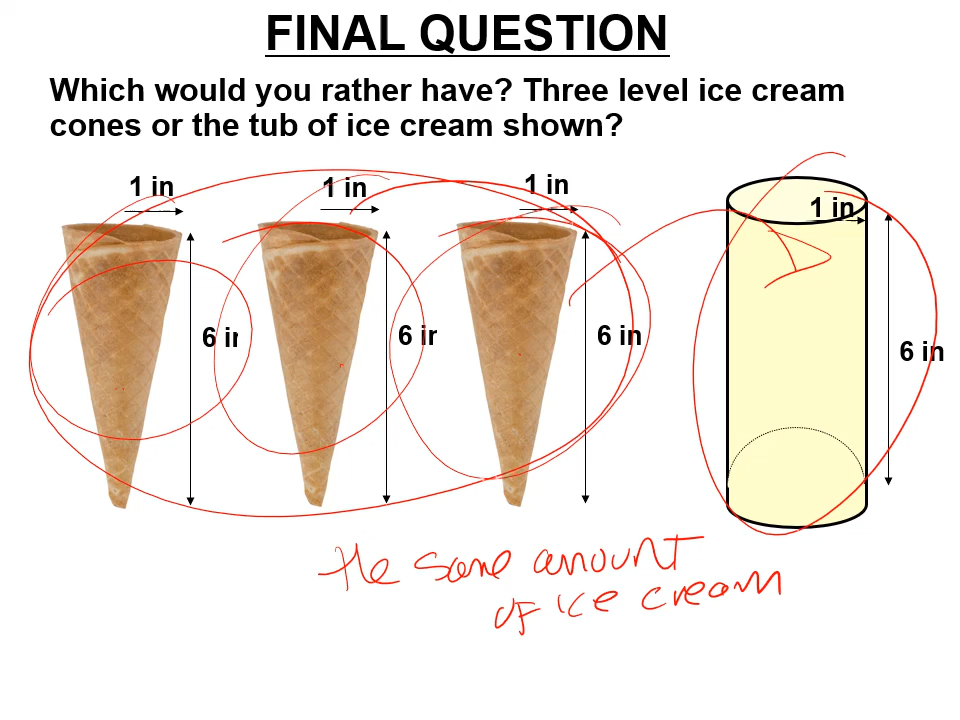 FINAL QUESTION
Which would you rather have? Three level ice cream
cones or the tub of ice cream shown?
1 in
1 in
1 in
1 in
6 in
6 in
6 in
6 in
the same amount
of ice cream